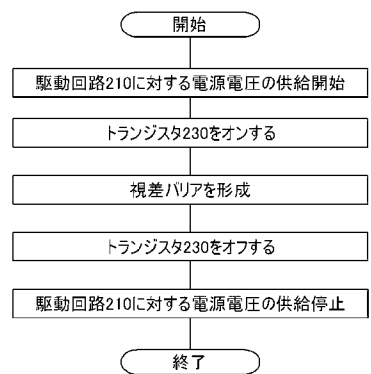 開始
駆動回路210に対する電源電圧の供給開始
トランジスタ230をオンする
視差バリアを形成
トランジスタ230をオフする
駆動回路210に対する電源電圧の供給停止
終了